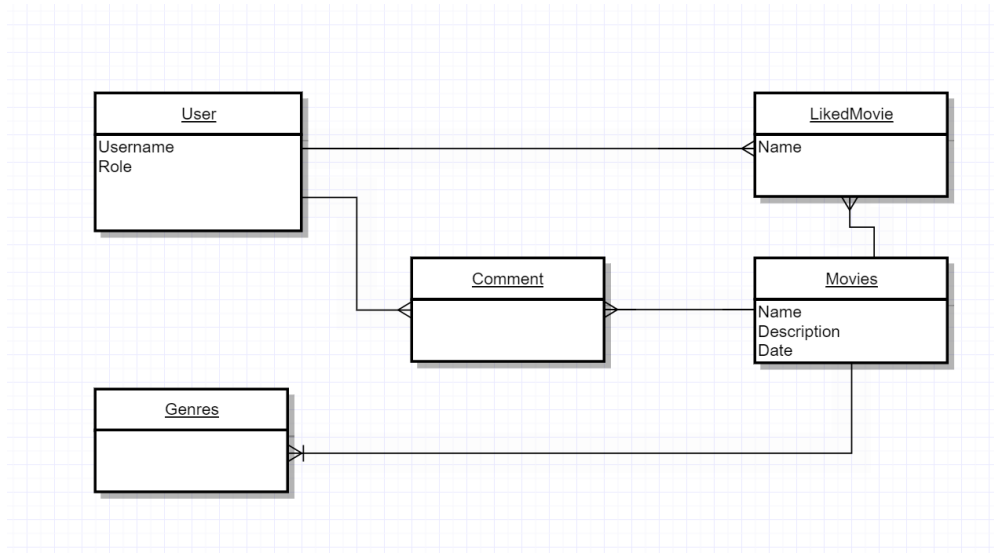 User
Username
Role
LikedMovie
Name
Comment
Movies
Name
Description
Date
Genres